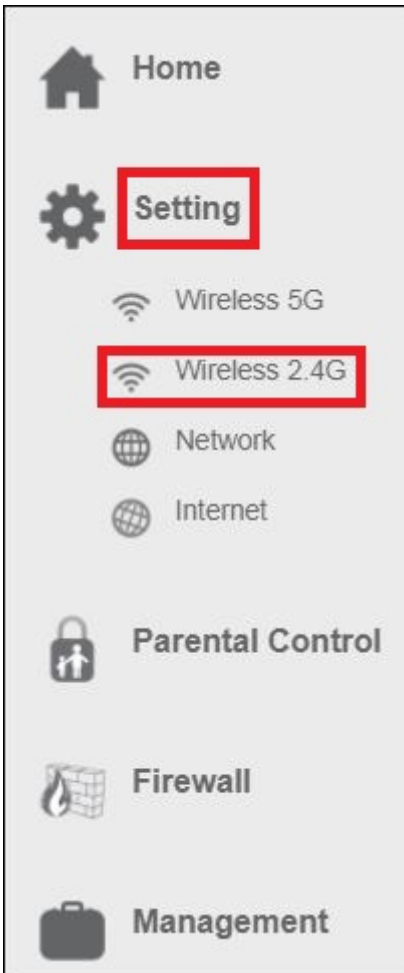 Home
Setting
Wireless 5G
Wireless 2.4G
Network
Internet
Parental Control
Firewall
Management